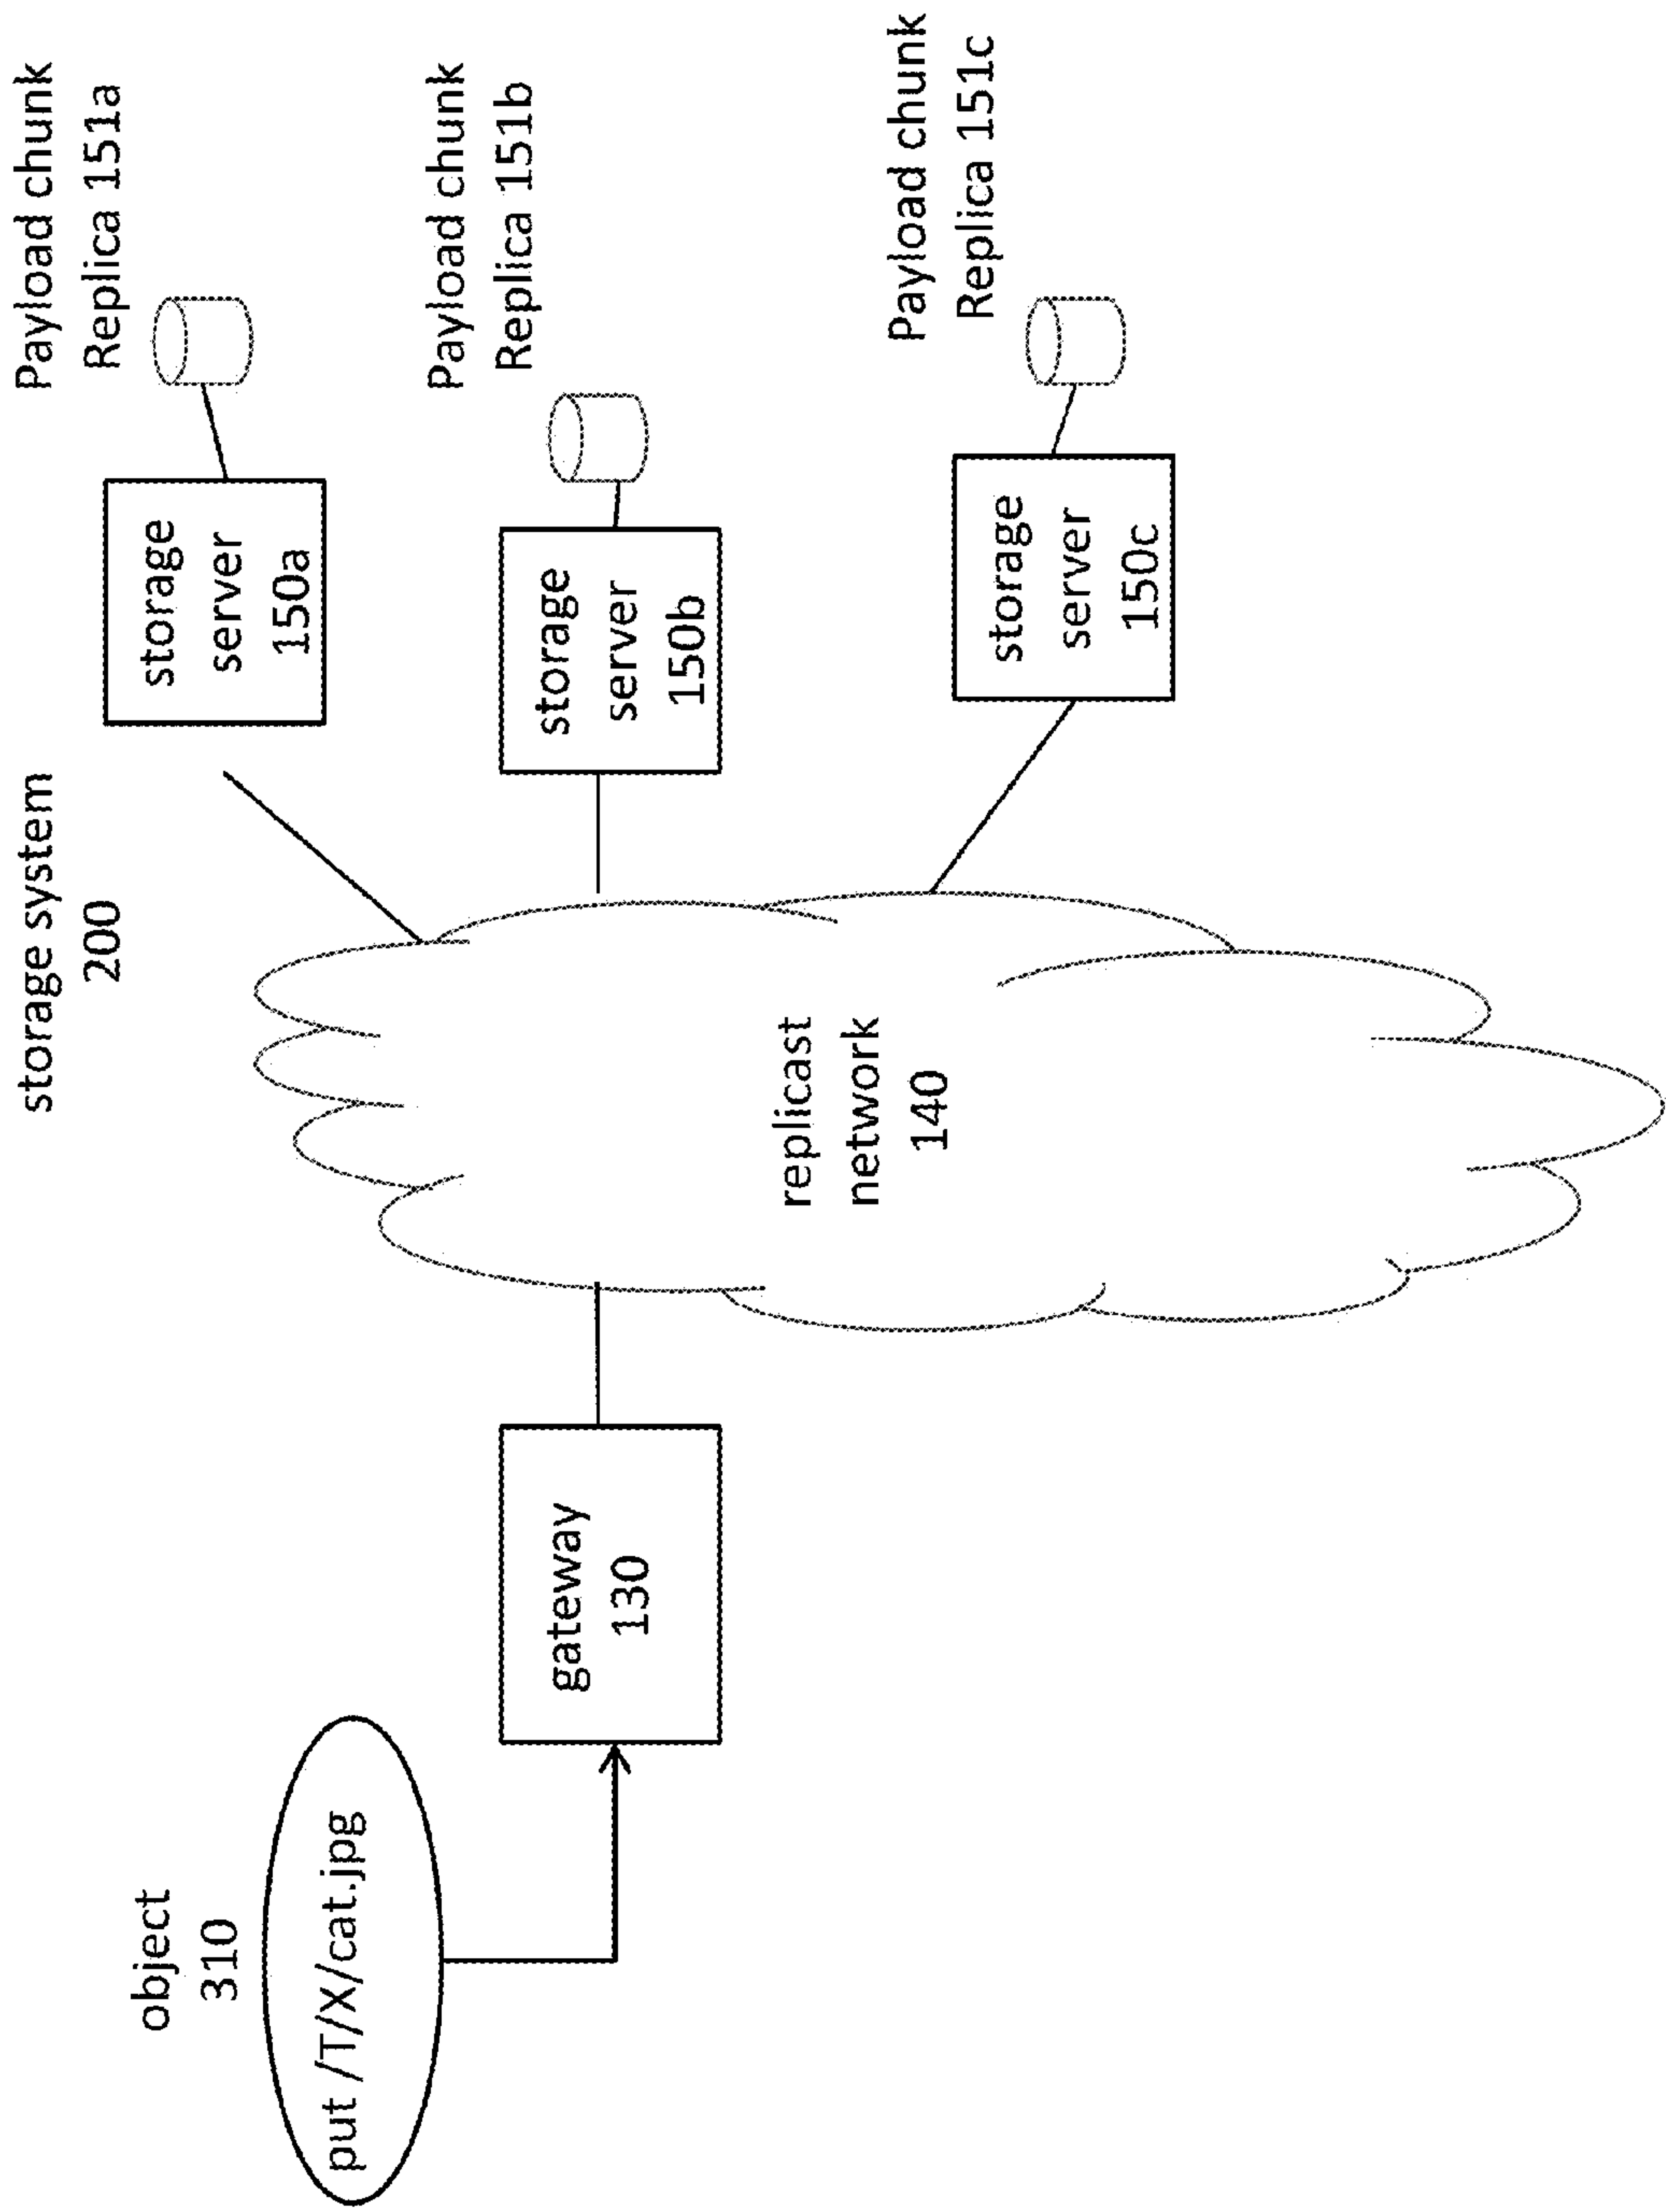 storage system
200
object
310
put /T/X/cat.jpg
gateway
130
replicast
network
140
storage
server
150a
Payload chunk
Replica 151a
storage
server
150b
Payload chunk
Replica 151b
storage
server
150c
Payload chunk
Replica 151c